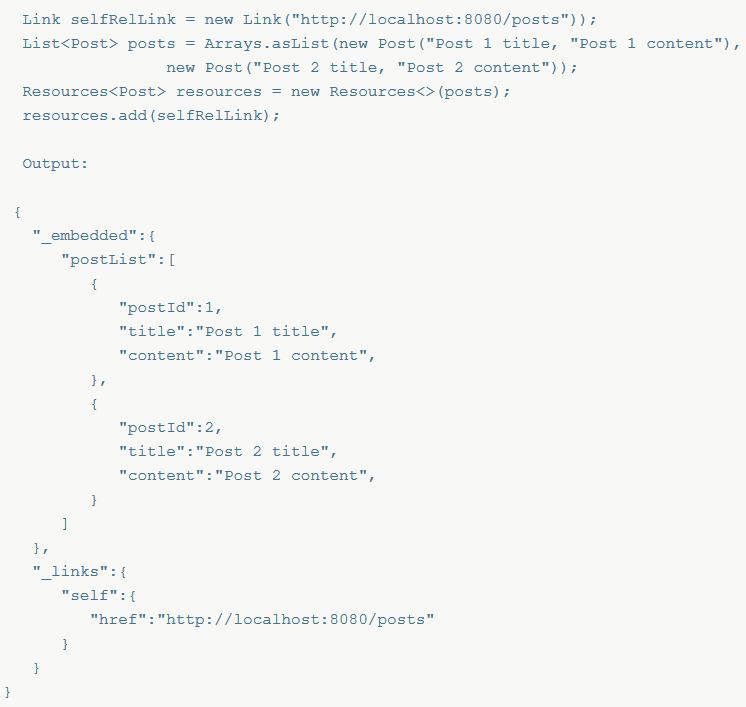 Link selfRelLink = new Link("http://localhost:8080/posts"));
List<Post> posts = Arrays.asList(new Post("Post 1 title, "Post 1 content"),
               new Post("Post 2 title, "Post 2 content"));
Resources<Post> resources = new Resources<>(posts);
resources.add(selfRelLink);

Output:

{
   "_embedded":{
      "postList":[
         {
            "postId":1,
            "title":"Post 1 title",
            "content":"Post 1 content",
         },
         {
            "postId":2,
            "title":"Post 2 title",
            "content":"Post 2 content",
         }
      ]
   },
   "_links":{
      "self":{
         "href":"http://localhost:8080/posts"
      }
   }
}